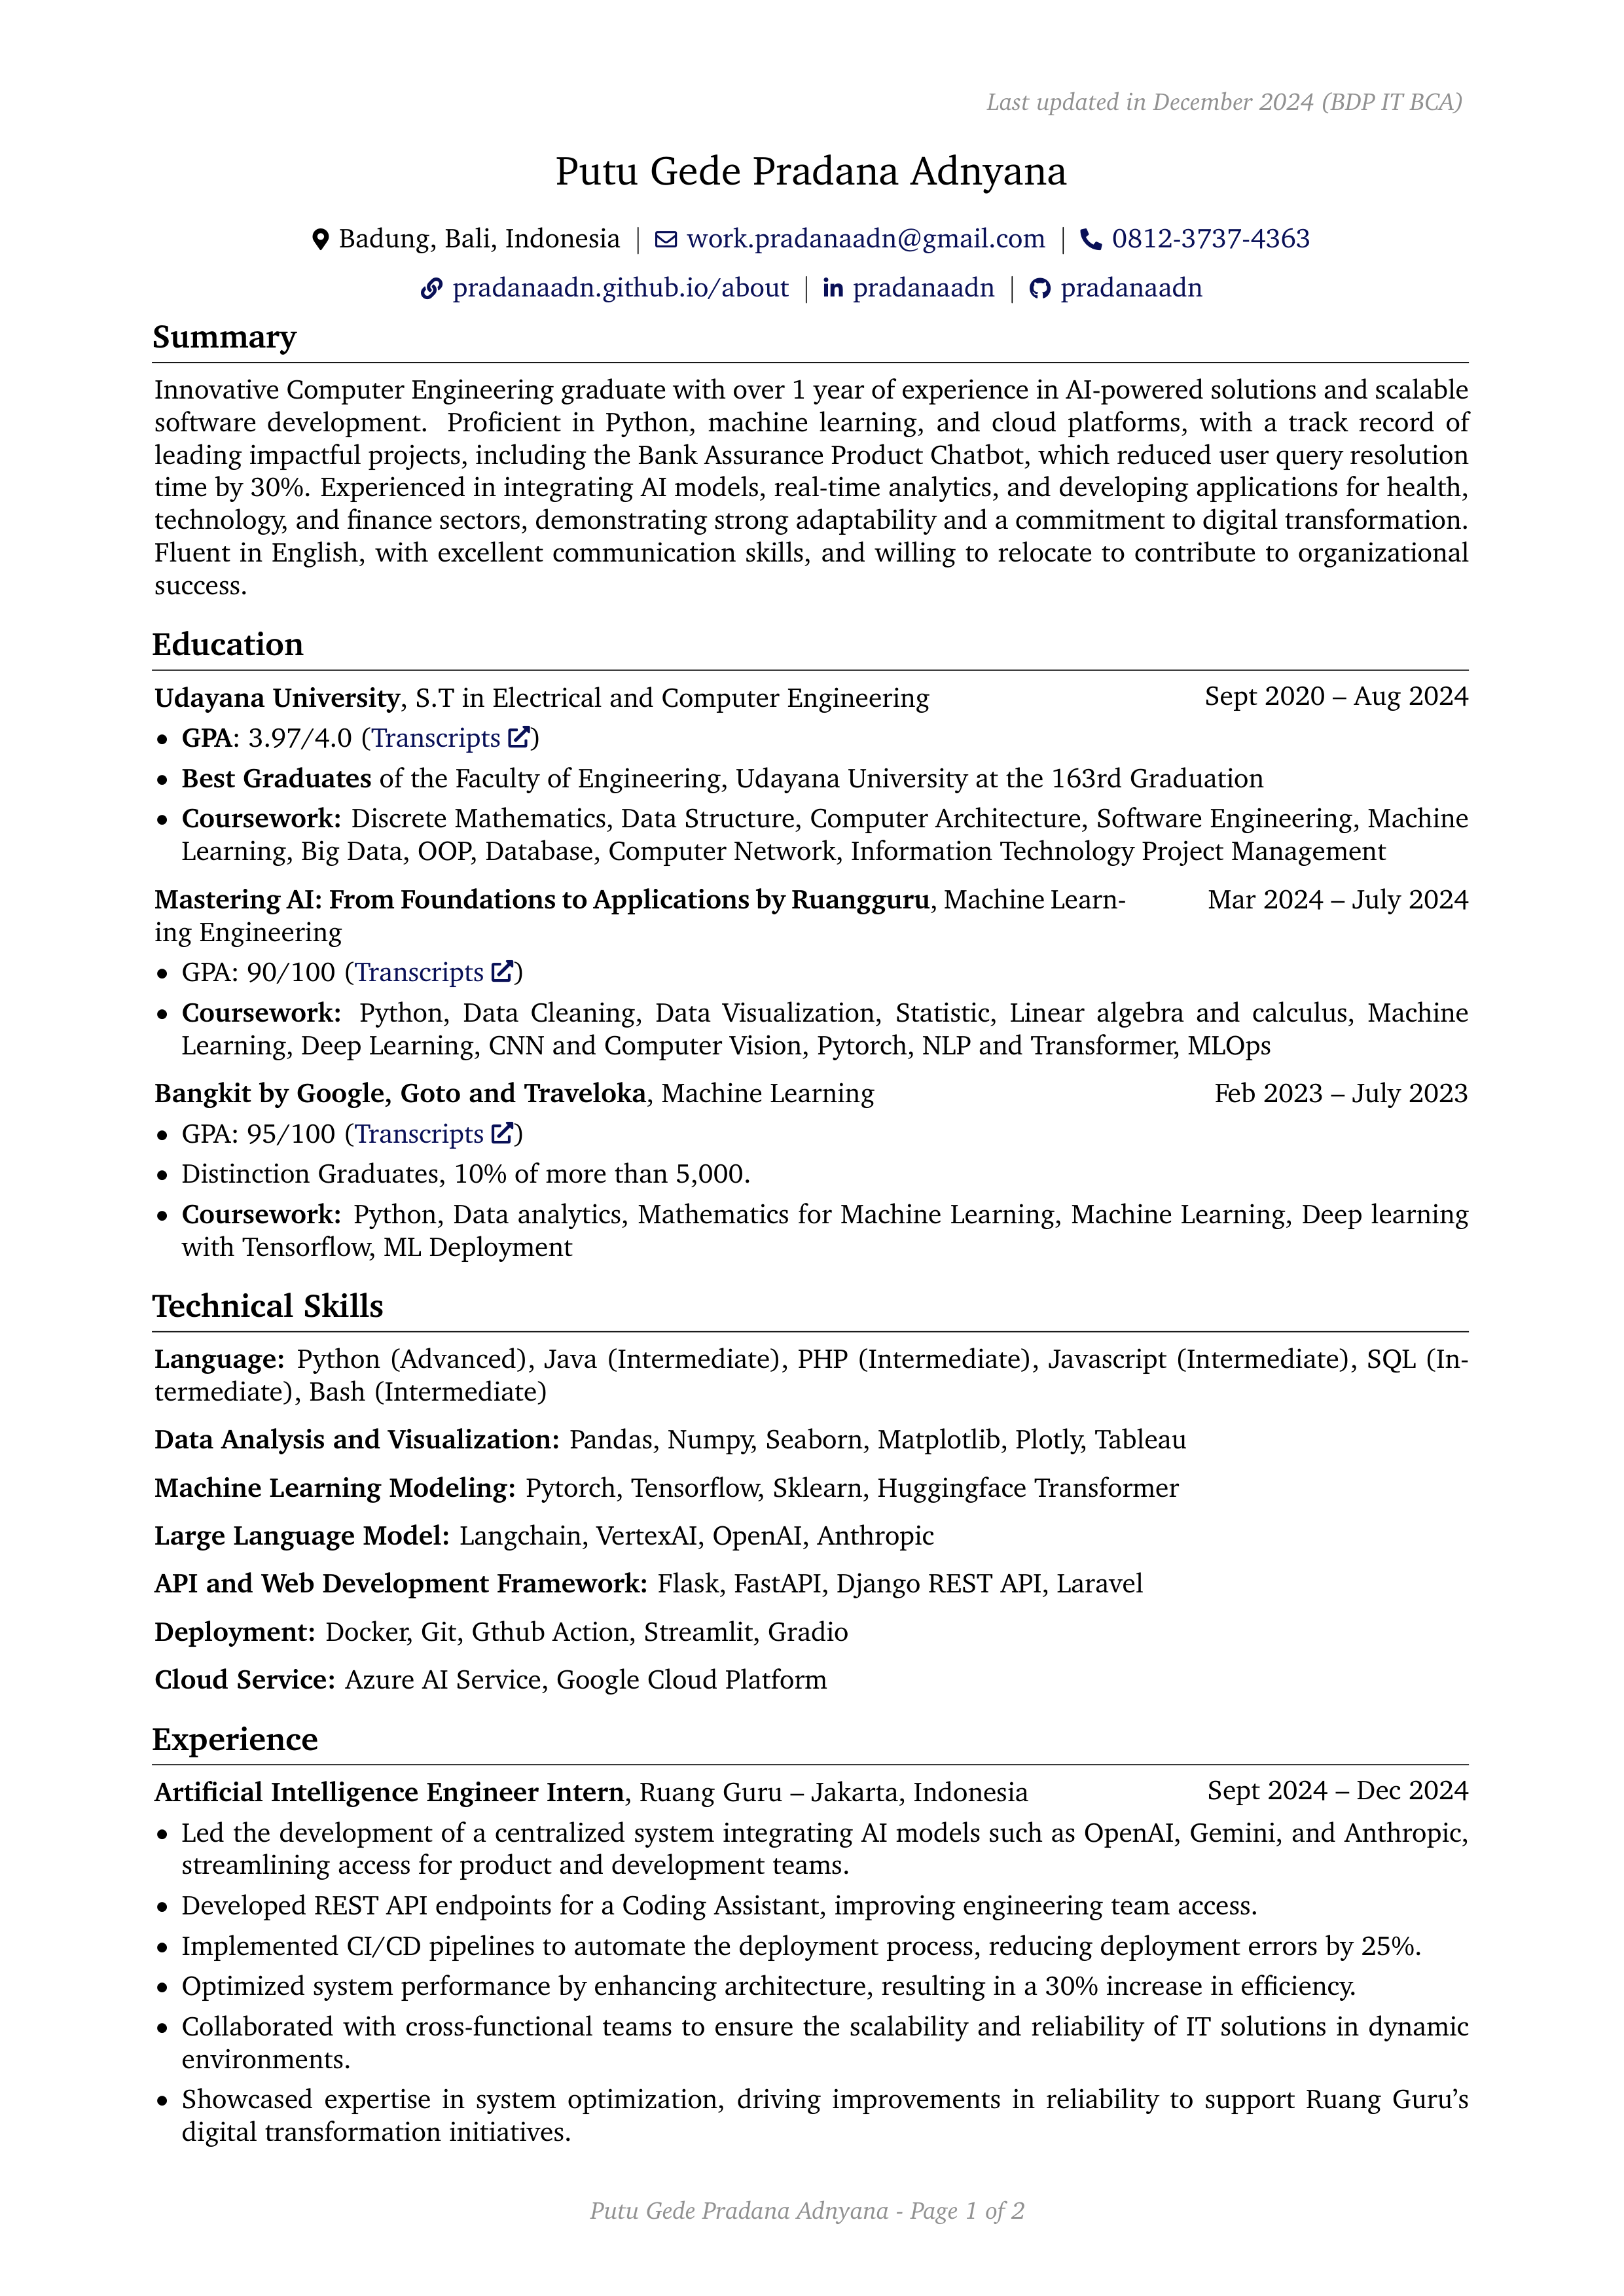 Last updated in December 2024 (BDP IT BCA)
Putu Gede Pradana Adnyana
Badung, Bali, Indonesia | work.pradanaadn@gmail.com | 0812-3737-4363
pradanaadn.github.io/about | pradanaadn | pradanaadn
Summary
Innovative Computer Engineering graduate with over 1 year of experience in AI-powered solutions and scalable
software development. Proficient in Python, machine learning, and cloud platforms, with a track record of
leading impactful projects, including the Bank Assurance Product Chatbot, which reduced user query resolution
time by 30%. Experienced in integrating AI models, real-time analytics, and developing applications for health,
technology, and finance sectors, demonstrating strong adaptability and a commitment to digital transformation.
Fluent in English, with excellent communication skills, and willing to relocate to contribute to organizational
success.
Education
Udayana University, S.T in Electrical and Computer Engineering Sept 2020 – Aug 2024
• GPA: 3.97/4.0 (Transcripts)
• Best Graduates of the Faculty of Engineering, Udayana University at the 163rd Graduation
• Coursework: Discrete Mathematics, Data Structure, Computer Architecture, Software Engineering, Machine
Learning, Big Data, OOP, Database, Computer Network, Information Technology Project Management
Mastering AI: From Foundations to Applications by Ruangguru, Machine Learn- Mar 2024 – July 2024
ing Engineering
• GPA: 90/100 (Transcripts)
• Coursework: Python, Data Cleaning, Data Visualization, Statistic, Linear algebra and calculus, Machine
Learning, Deep Learning, CNN and Computer Vision, Pytorch, NLP and Transformer, MLOps
Bangkit by Google, Goto and Traveloka, Machine Learning Feb 2023 – July 2023
• GPA: 95/100 (Transcripts)
• Distinction Graduates, 10% of more than 5,000.
• Coursework: Python, Data analytics, Mathematics for Machine Learning, Machine Learning, Deep learning
with Tensorflow, ML Deployment
Technical Skills
Language: Python (Advanced), Java (Intermediate), PHP (Intermediate), Javascript (Intermediate), SQL (In-
termediate), Bash (Intermediate)
Data Analysis and Visualization: Pandas, Numpy, Seaborn, Matplotlib, Plotly, Tableau
Machine Learning Modeling: Pytorch, Tensorflow, Sklearn, Huggingface Transformer
Large Language Model: Langchain, VertexAI, OpenAI, Anthropic
API and Web Development Framework: Flask, FastAPI, Django REST API, Laravel
Deployment: Docker, Git, Gthub Action, Streamlit, Gradio
Cloud Service: Azure AI Service, Google Cloud Platform
Experience
Artificial Intelligence Engineer Intern, Ruang Guru – Jakarta, Indonesia Sept 2024 – Dec 2024
• Led the development of a centralized system integrating AI models such as OpenAI, Gemini, and Anthropic,
streamlining access for product and development teams.
• Developed REST API endpoints for a Coding Assistant, improving engineering team access.
• Implemented CI/CD pipelines to automate the deployment process, reducing deployment errors by 25%.
• Optimized system performance by enhancing architecture, resulting in a 30% increase in efficiency.
• Collaborated with cross-functional teams to ensure the scalability and reliability of IT solutions in dynamic
environments.
• Showcased expertise in system optimization, driving improvements in reliability to support Ruang Guru’s
digital transformation initiatives.
Putu Gede Pradana Adnyana - Page 1 of 2